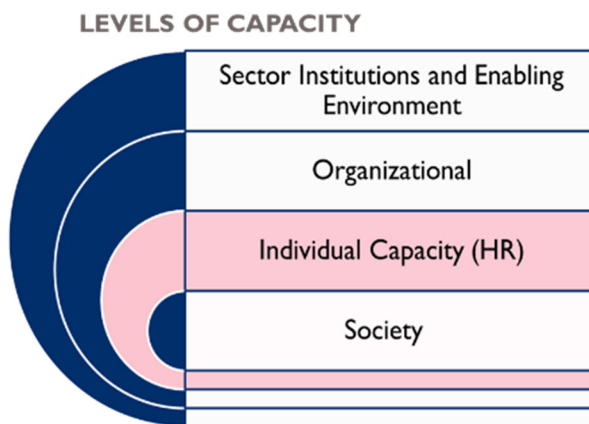 LEVELS OF CAPACITY
Sector Institutions and Enabling
Environment
Organizational
Individual Capacity (HR)
Society